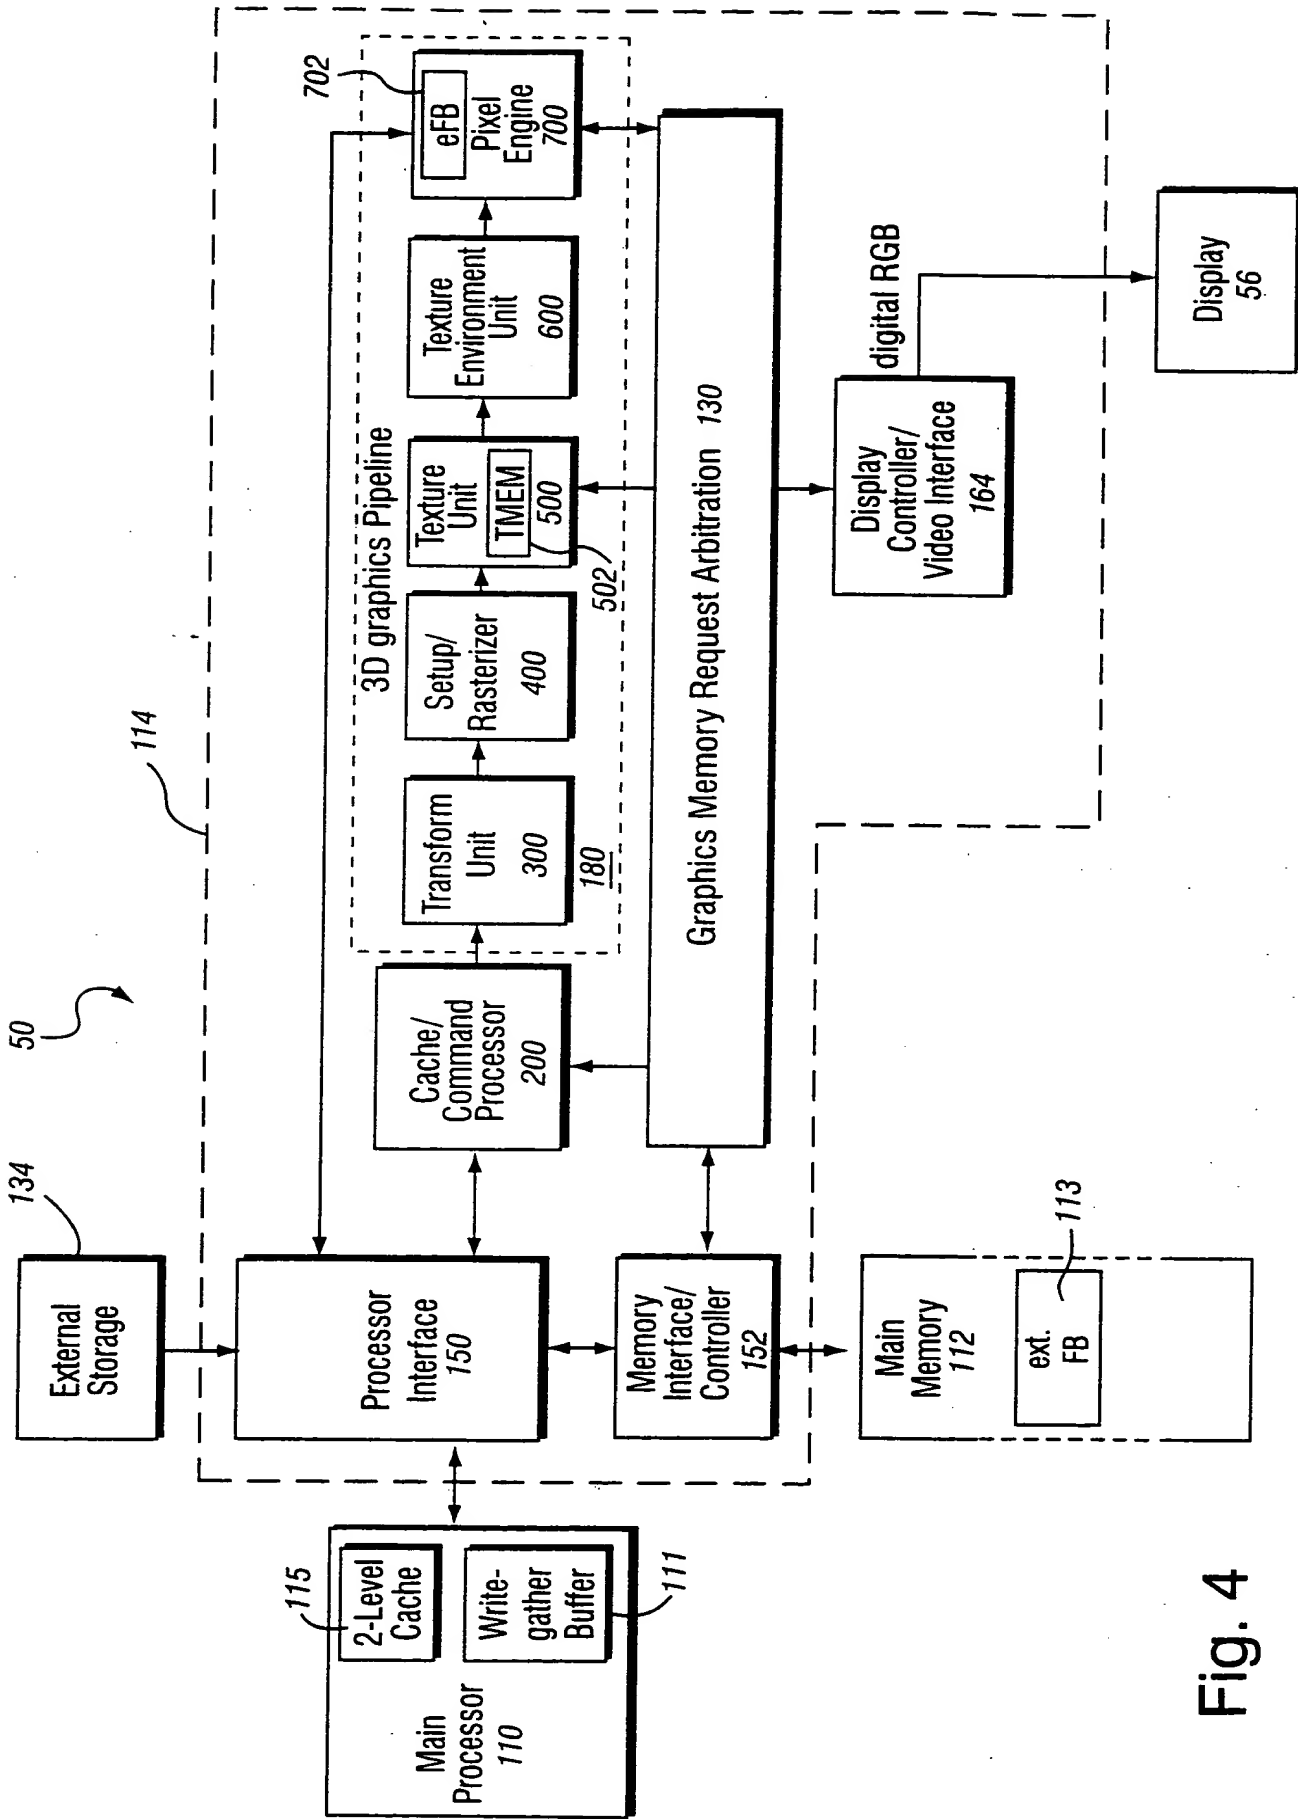 50
114
External
Storage
134
Main
Processor
110
2-Level
Cache
115
Write-
gather
Buffer
111
Processor
Interface
150
Memory
Interface/
Controller
152
Main
Memory
112
ext.
FB
113
Cache/
Command
Processor
200
3D graphics Pipeline
180
Transform
Unit
300
Setup/
Rasterizer
400
Texture
Unit
TMEM
500
502
Texture
Environment
Unit
600
eFB
Pixel
Engine
700
702
Graphics Memory Request Arbitration 130
Display
Controller/
Video Interface
164
digital RGB
Display
56
Fig. 4